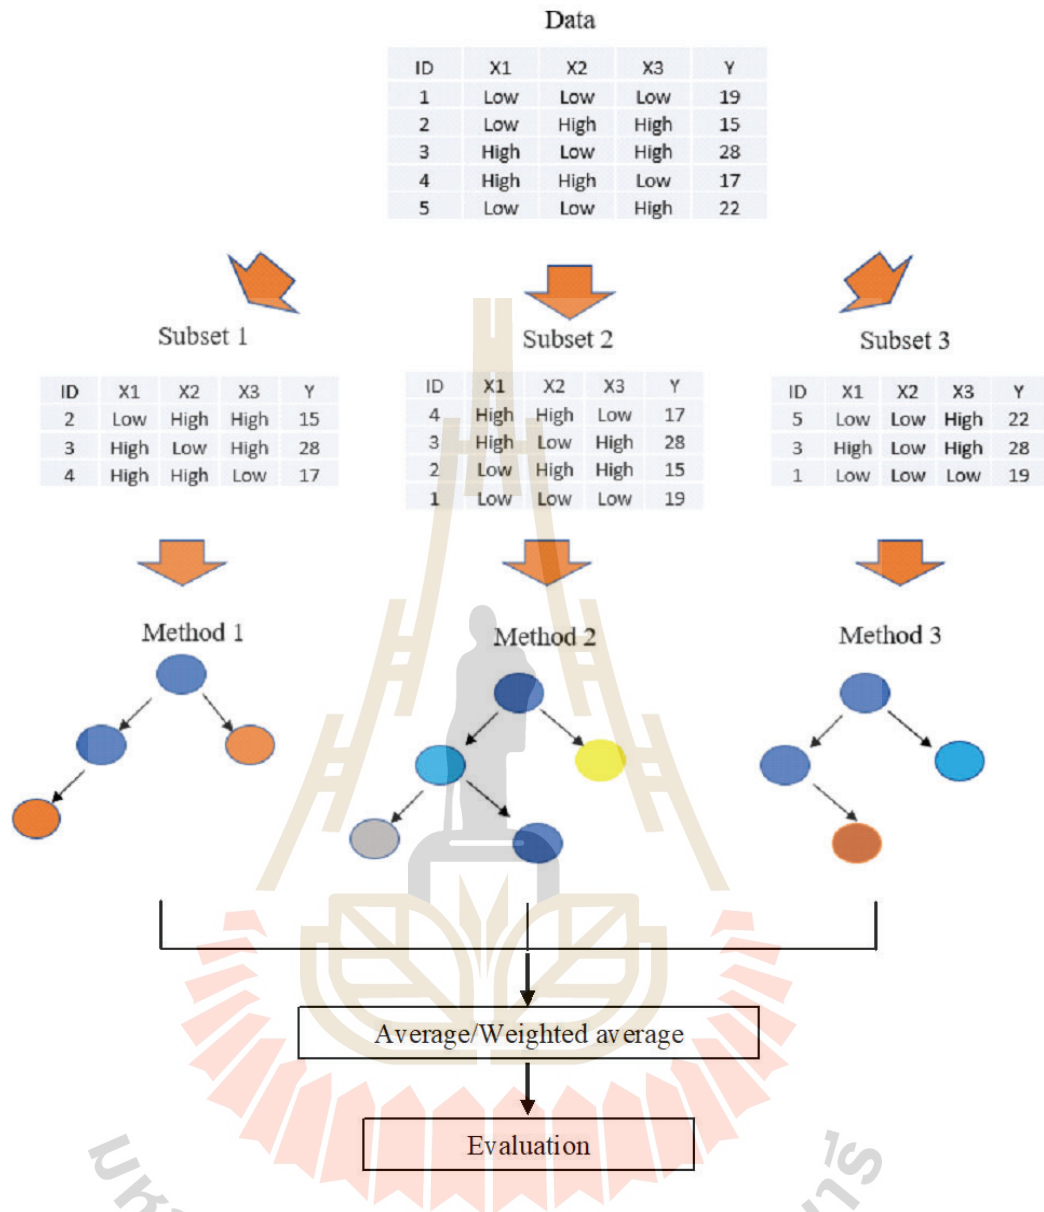 Data
ID X1 X2 X3 Y
1 Low Low Low 19
2 Low High High 15
3 High Low High 28
4 High High Low 17
5 Low Low High 22
Subset 1
ID X1 X2 X3 Y
2 Low High High 15
3 High Low High 28
4 High High Low 17
Subset 2
ID X1 X2 X3 Y
4 High High Low 17
3 High Low High 28
2 Low High High 15
1 Low Low Low 19
Subset 3
ID X1 X2 X3 Y
5 Low Low High 22
3 High Low High 28
1 Low Low Low 19
Method 1
Method 2
Method 3
Average/Weighted average
Evaluation